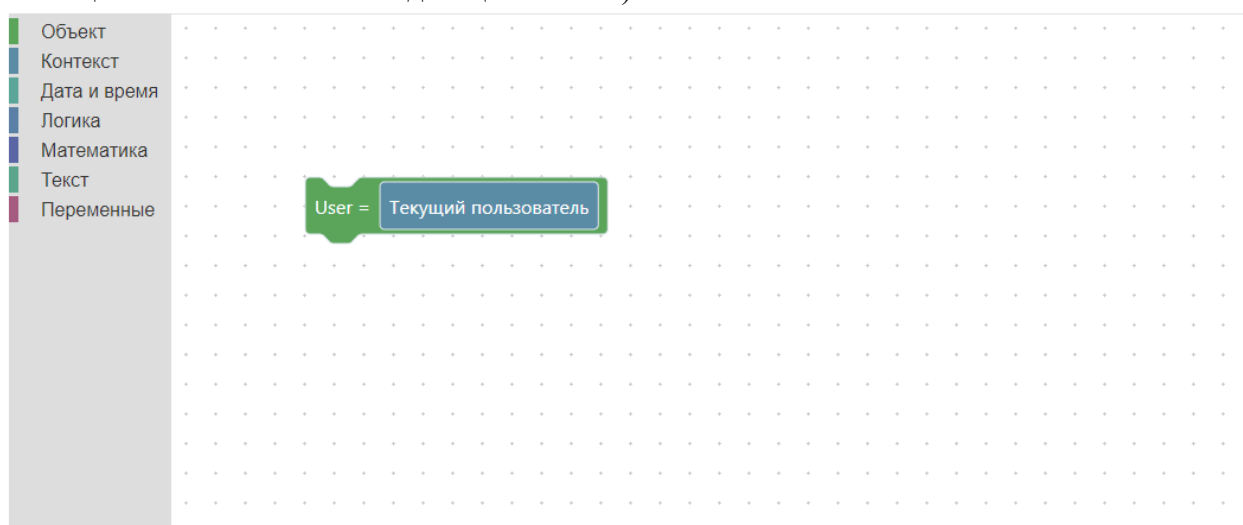 Объект
Контекст
Дата и время
Логика
Математика
Текст
Переменные
User = Текущий пользователь